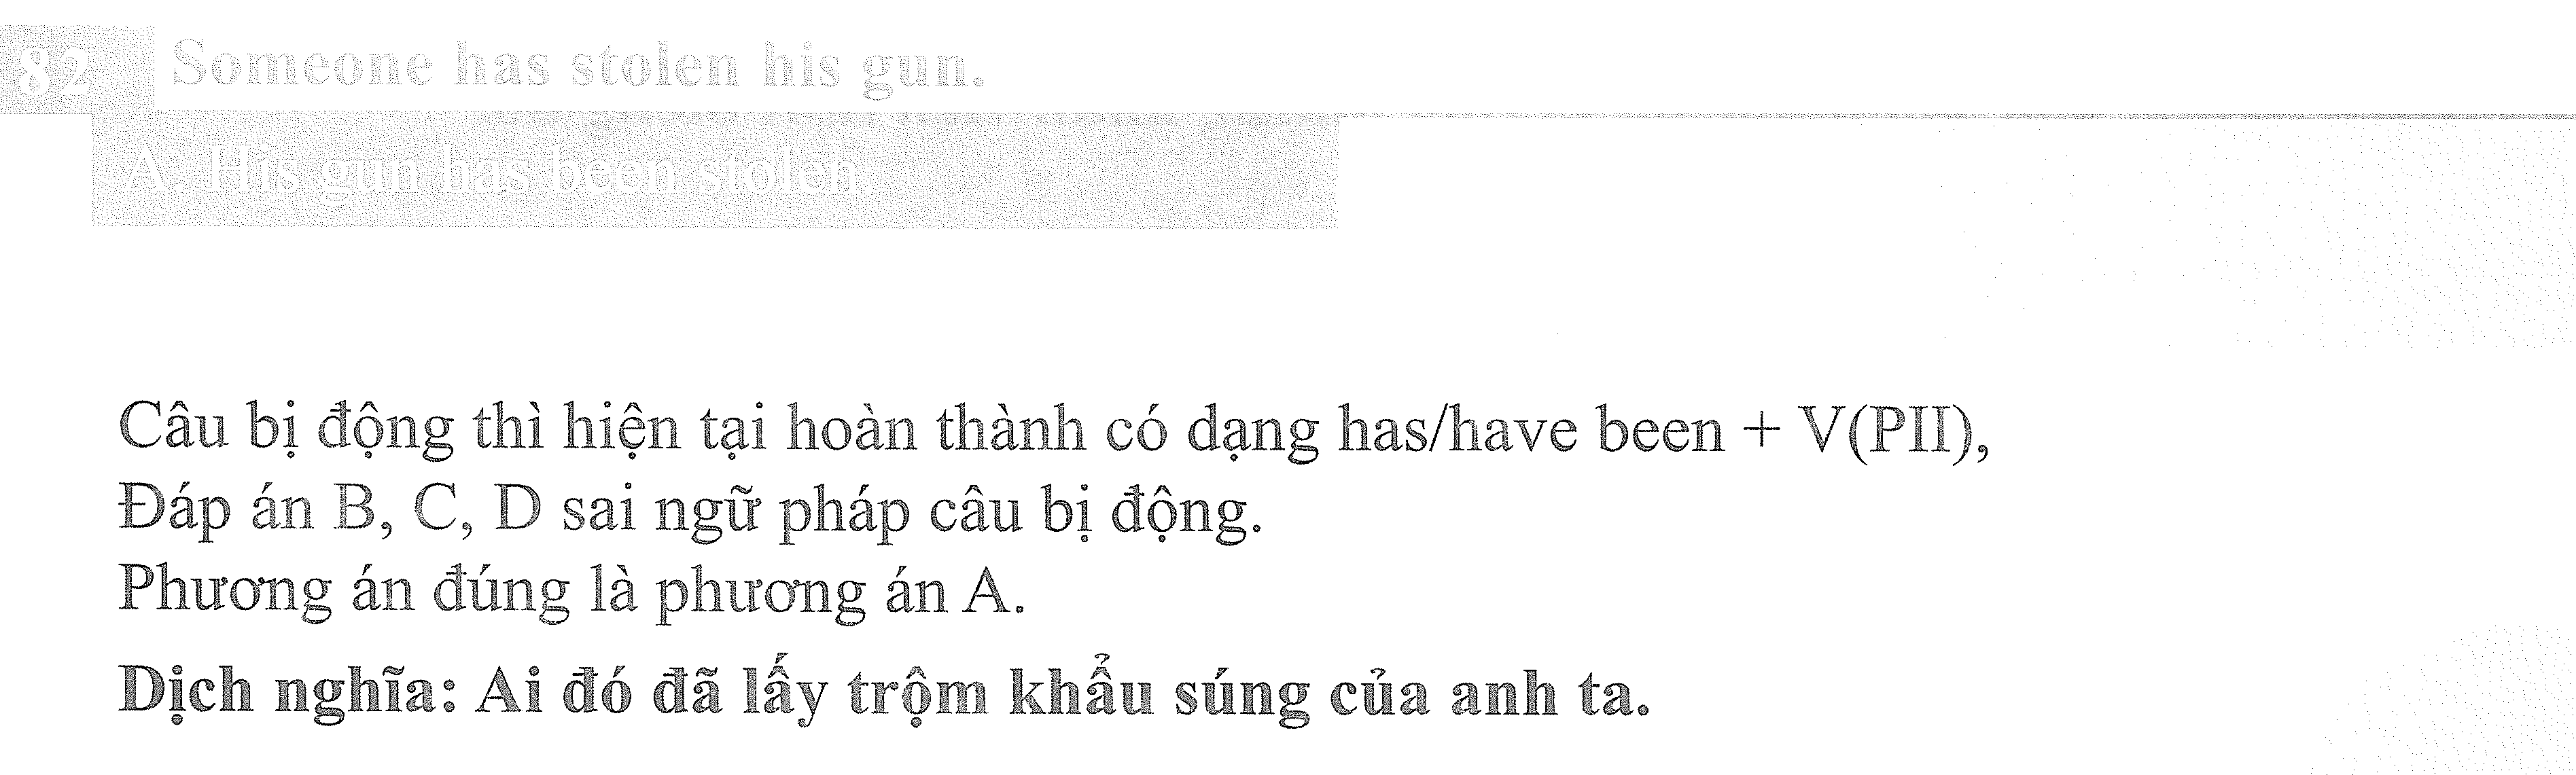 82 Someone has stolen his gun.
A. His gun has been stolen.
Câu bị động thì hiện tại hoàn thành có dạng has/have been + V(PII),
Đáp án B, C, D sai ngữ pháp câu bị động.
Phương án đúng là phương án A.
Dịch nghĩa: Ai đó đã lấy trộm khẩu súng của anh ta.